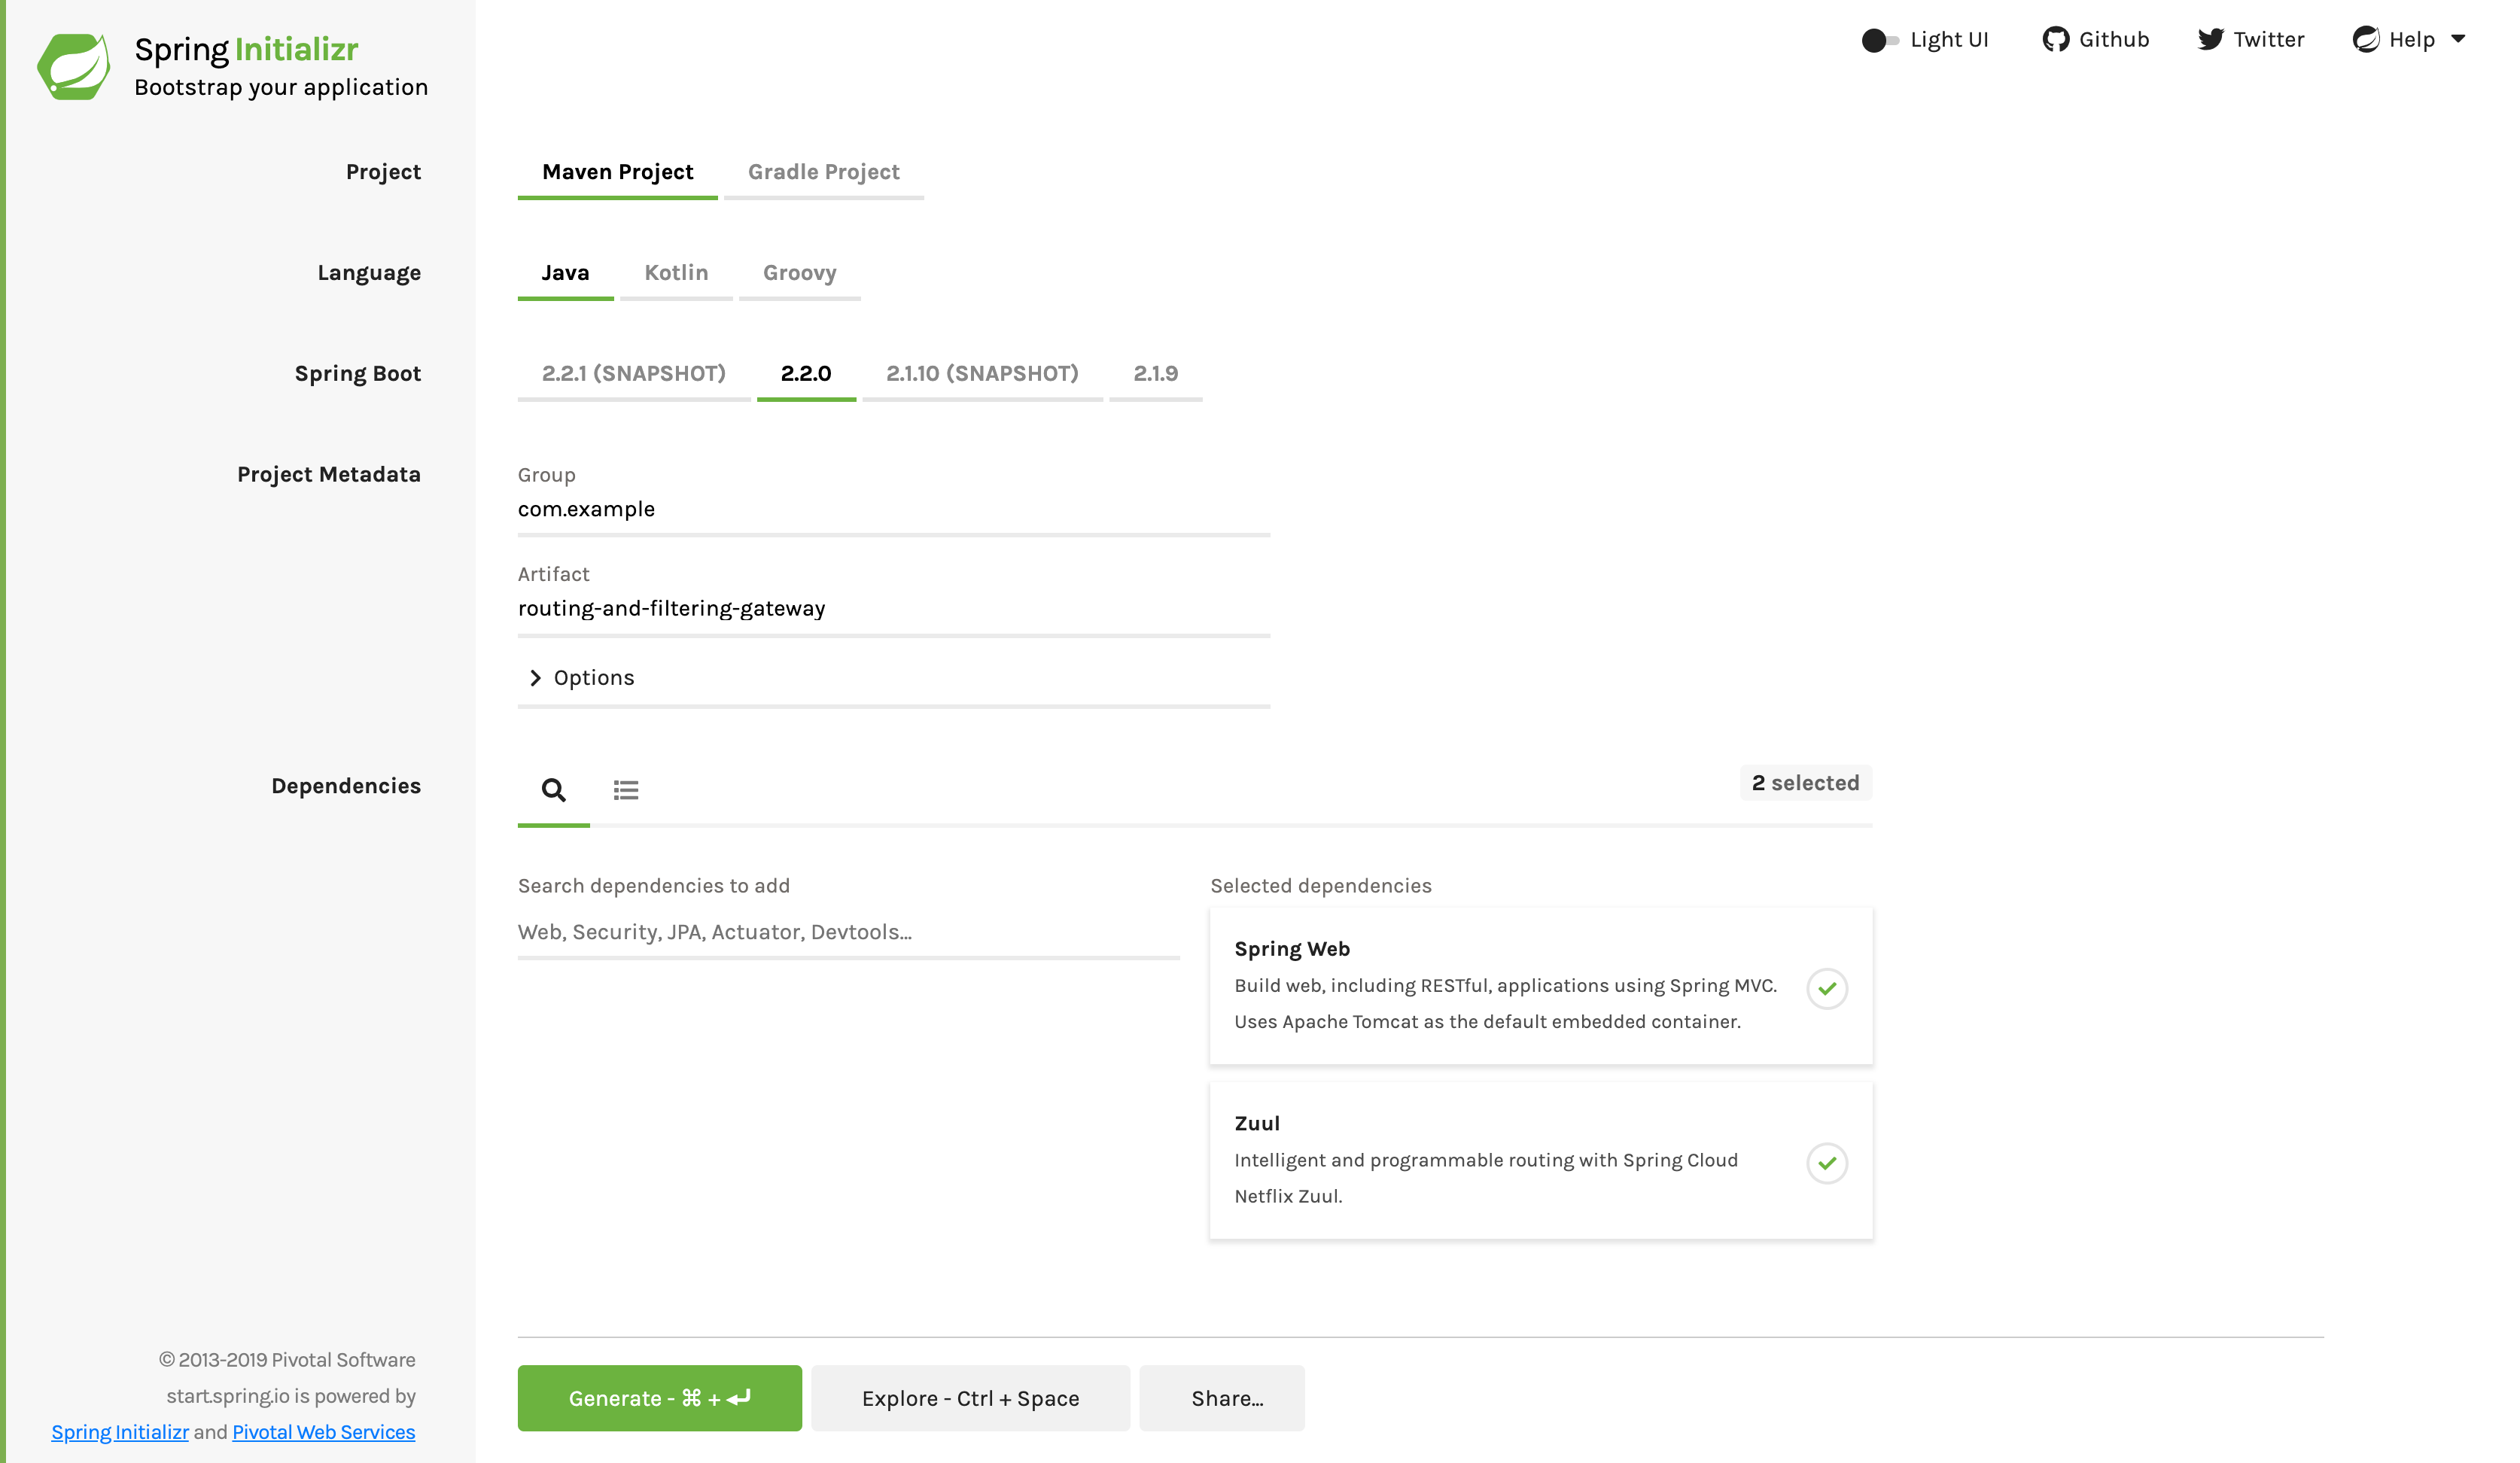 Spring Initializr
Bootstrap your application
Light UI
Github
Twitter
Help
Project
Maven Project
Gradle Project
Language
Java
Kotlin
Groovy
Spring Boot
2.2.1 (SNAPSHOT)
2.2.0
2.1.10 (SNAPSHOT)
2.1.9
Project Metadata
Group
com.example
Artifact
routing-and-filtering-gateway
Options
Dependencies
2 selected
Search dependencies to add
Web, Security, JPA, Actuator, Devtools...
Selected dependencies
Spring Web
Build web, including RESTful, applications using Spring MVC.
Uses Apache Tomcat as the default embedded container.
Zuul
Intelligent and programmable routing with Spring Cloud
Netflix Zuul.
© 2013-2019 Pivotal Software
start.spring.io is powered by
Spring Initializr and Pivotal Web Services
Generate - ⌘ + ↵
Explore - Ctrl + Space
Share...